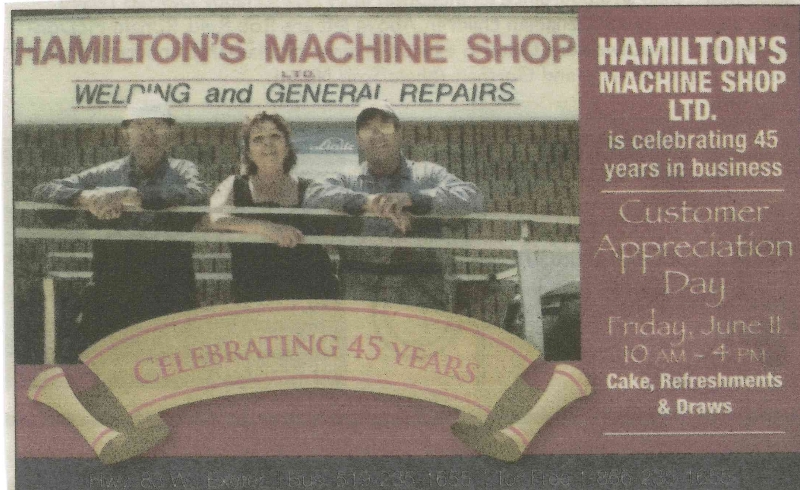 HAMILTON'S MACHINE SHOP
LTD.
WELDING and GENERAL REPAIRS
Linde
CELEBRATING 45 YEARS
HAMILTON'S
MACHINE SHOP
LTD.
is celebrating 45
years in business
Customer
Appreciation
Day
Friday, June 11
10 AM - 4 PM
Cake, Refreshments
& Draws